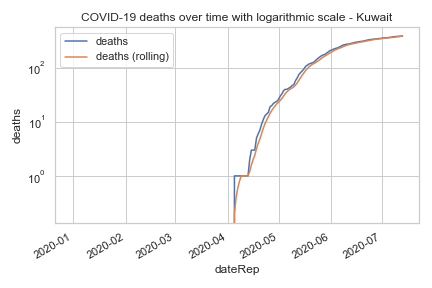 COVID-19 deaths over time with logarithmic scale - Kuwait
deaths
deaths (rolling)
10²
10¹
10⁰
deaths
2020-01
2020-02
2020-03
2020-04
2020-05
2020-06
2020-07
dateRep